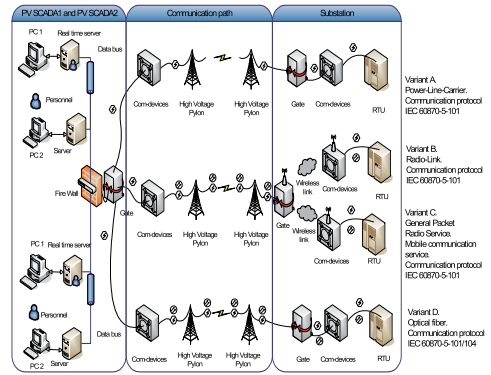 PV SCADA1 and PV SCADA2
Communication path
Substation
PC 1
Real time server
Data bus
Personnel
PC 2
Server
Fire Wall
Gate
PC 1
Real time server
Personnel
Data bus
PC 2
Server
Com-devices
High Voltage
Pylon
High Voltage
Pylon
Gate
Com-devices
RTU
Variant A.
Power-Line-Carrier.
Communication protocol
IEC 60870-5-101
Com-devices
High Voltage
Pylon
High Voltage
Pylon
Gate
Wireless
link
Com-devices
RTU
Variant B.
Radio-Link.
Communication protocol
IEC 60870-5-101
Wireless
link
Com-devices
RTU
Variant C.
General Packet
Radio Service.
Mobile communication
service.
Communication protocol
IEC 60870-5-101
Com-devices
High Voltage
Pylon
High Voltage
Pylon
Gate
Com-devices
RTU
Variant D.
Optical fiber.
Communication protocol
IEC 60870-5-101/104